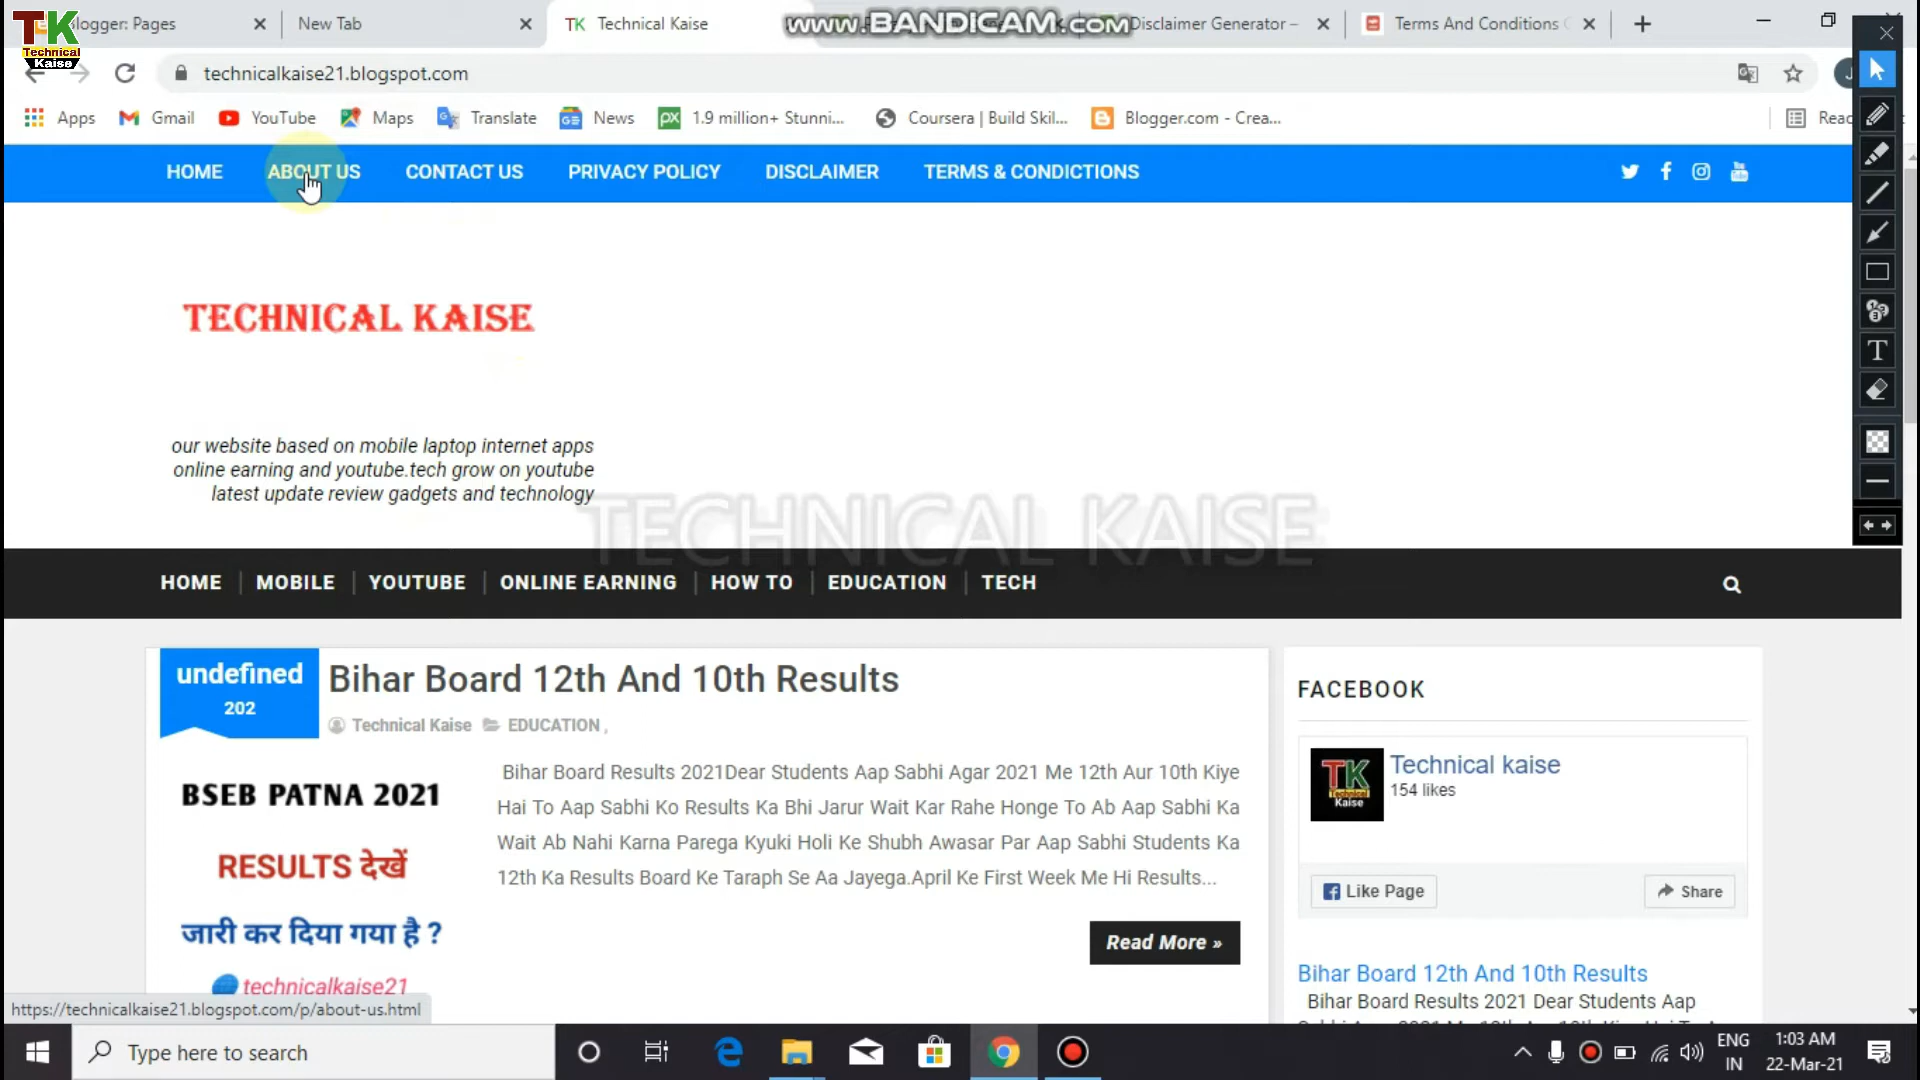 Blogger: Pages
New Tab
TK Technical Kaise
www.BANDICAM.com
Disclaimer Generator –
Terms And Conditions
TK
Technical
Kaise
technicalkaise21.blogspot.com
Apps
Gmail
YouTube
Maps
Translate
News
1.9 million+ Stunni...
Coursera | Build Skil...
Blogger.com - Crea...
HOME
ABOUT US
CONTACT US
PRIVACY POLICY
DISCLAIMER
TERMS & CONDICTIONS
TECHNICAL KAISE
our website based on mobile laptop internet apps
online earning and youtube.tech grow on youtube
latest update review gadgets and technology
TECHNICAL KAISE
HOME
MOBILE
YOUTUBE
ONLINE EARNING
HOW TO
EDUCATION
TECH
undefined
202
Bihar Board 12th And 10th Results
Technical Kaise
EDUCATION ,
BSEB PATNA 2021
RESULTS देखें
जारी कर दिया गया है ?
technicalkaise21
Bihar Board Results 2021Dear Students Aap Sabhi Agar 2021 Me 12th Aur 10th Kiye
Hai To Aap Sabhi Ko Results Ka Bhi Jarur Wait Kar Rahe Honge To Ab Aap Sabhi Ka
Wait Ab Nahi Karna Parega Kyuki Holi Ke Shubh Awasar Par Aap Sabhi Students Ka
12th Ka Results Board Ke Taraph Se Aa Jayega.April Ke First Week Me Hi Results...
Read More »
FACEBOOK
TK
Technical
Kaise
Technical kaise
154 likes
Like Page
Share
Bihar Board 12th And 10th Results
Bihar Board Results 2021 Dear Students Aap
https://technicalkaise21.blogspot.com/p/about-us.html
Type here to search
ENG
IN
1:03 AM
22-Mar-21